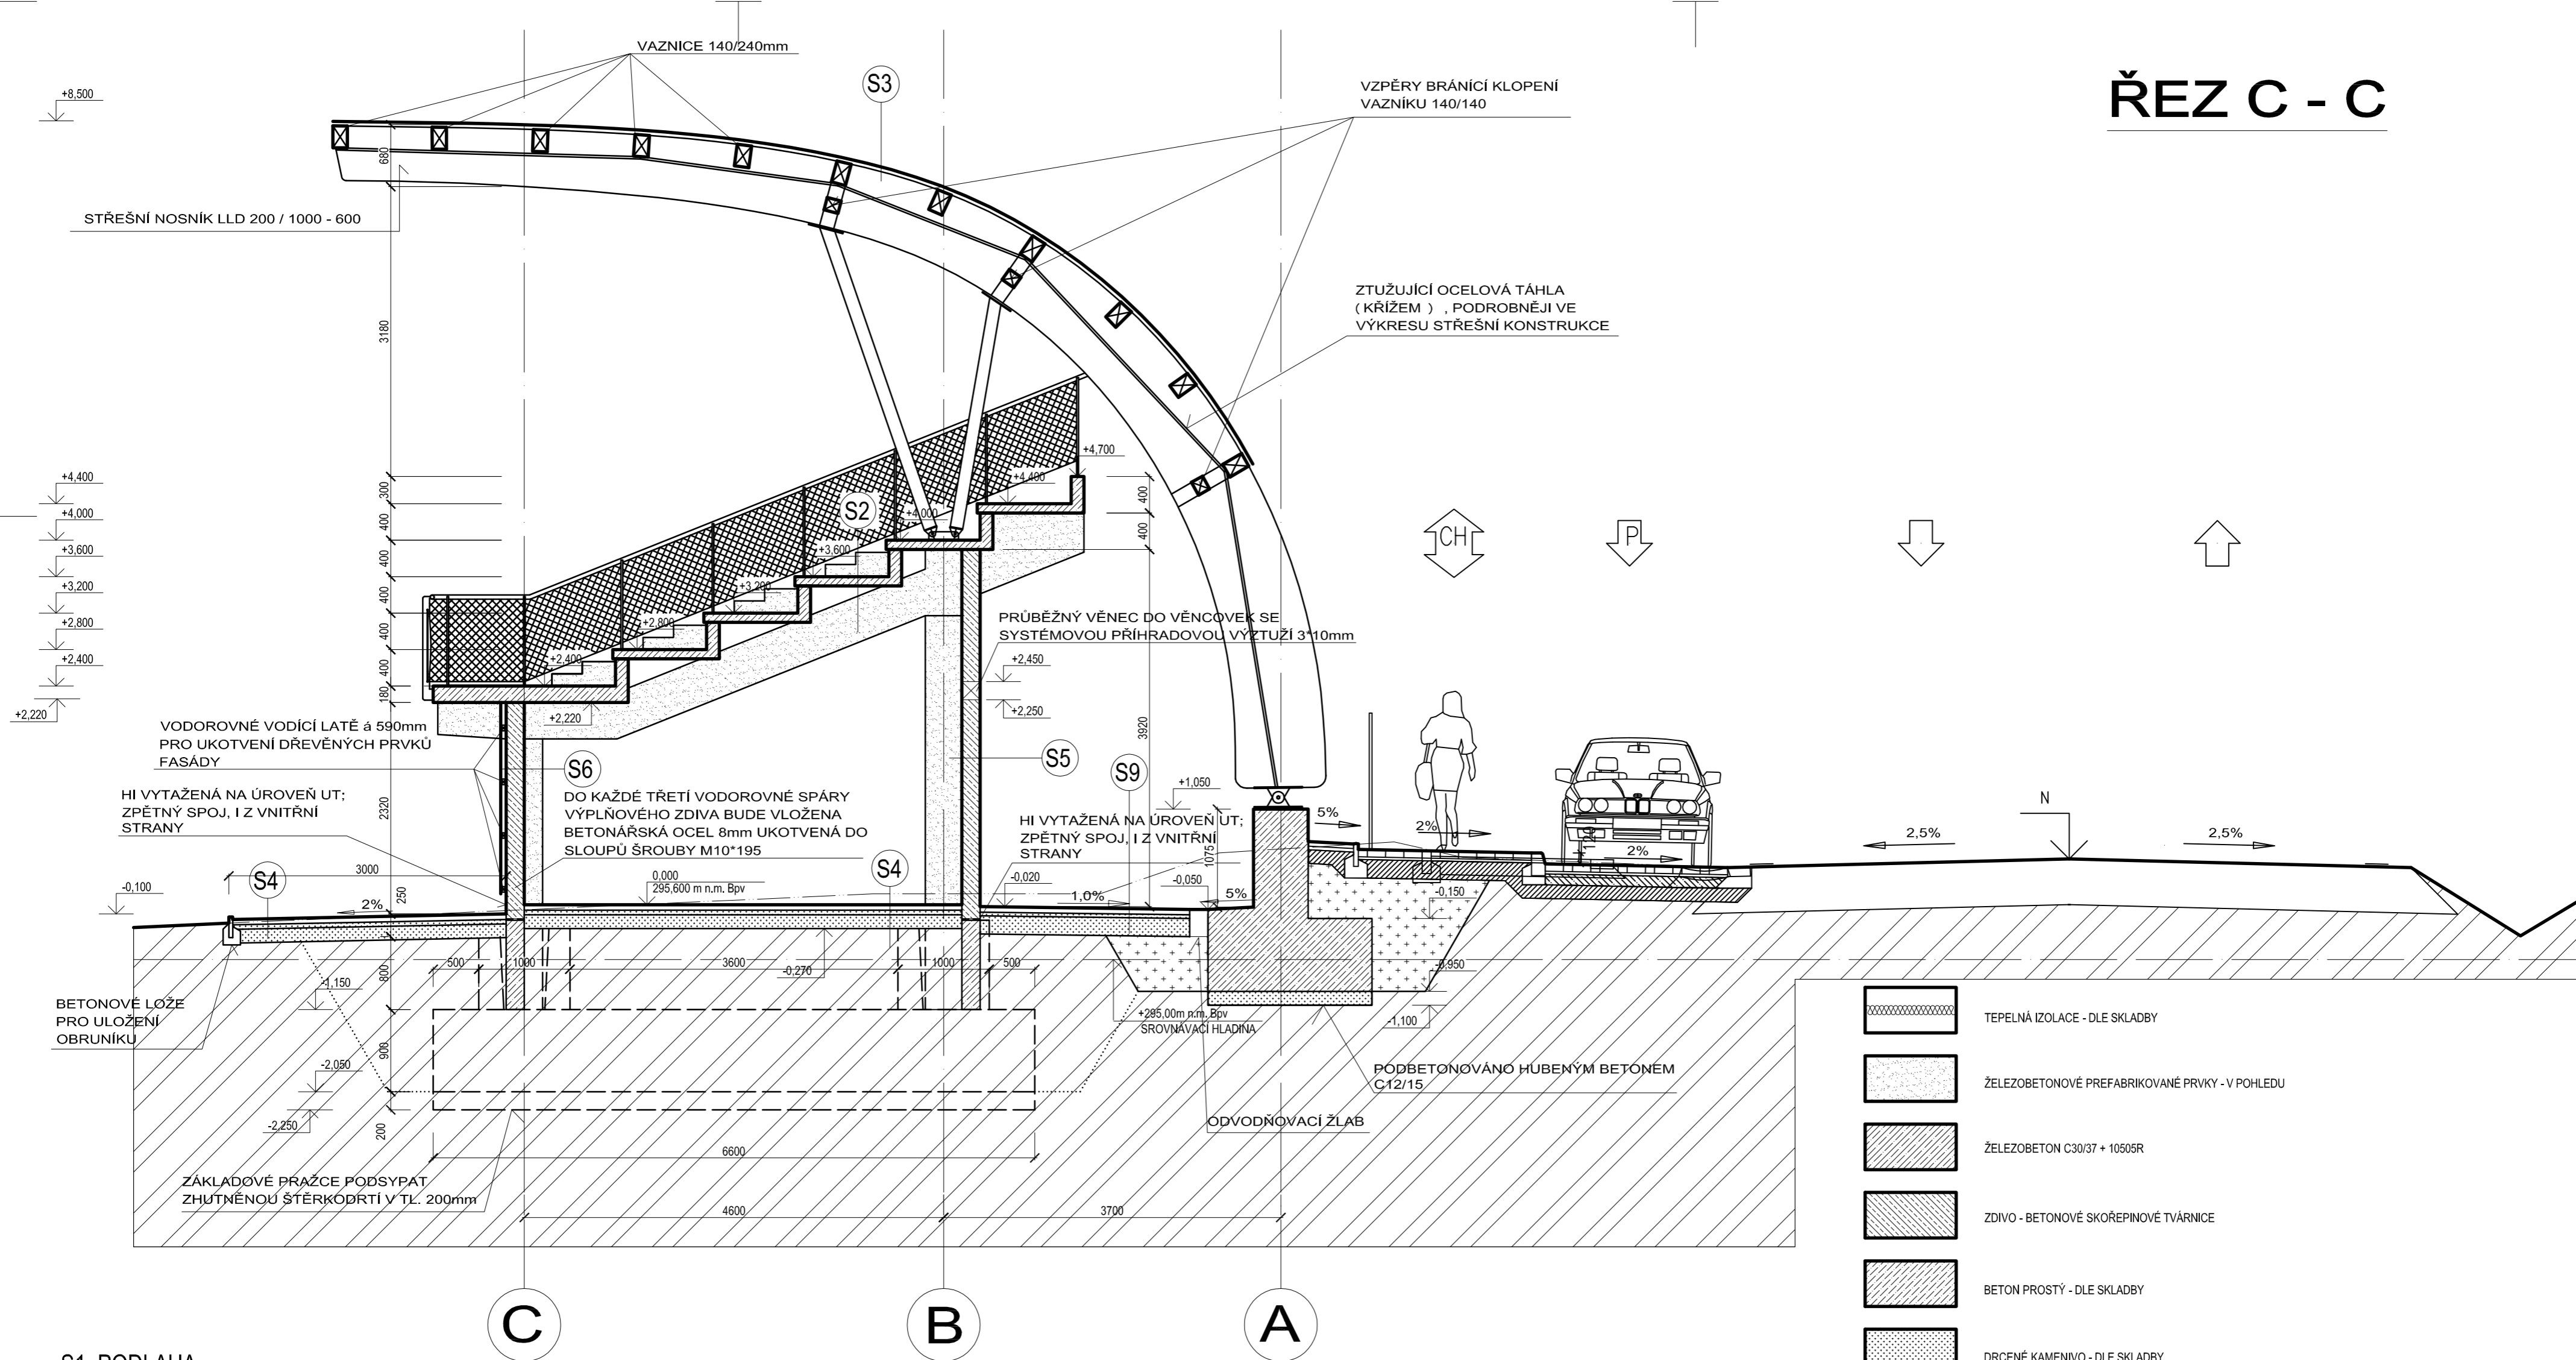 ŘEZ C - C
VAZNICE 140/240mm
S3
VZPĚRY BRÁNÍCÍ KLOPENÍ
VAZNÍKU 140/140
+8,500
680
STŘEŠNÍ NOSNÍK LLD 200 / 1000 - 600
3180
ZTUŽUJÍCÍ OCELOVÁ TÁHLA
( KŘÍŽEM ) , PODROBNĚJI VE
VÝKRESU STŘEŠNÍ KONSTRUKCE
+4,400
+4,000
+3,600
+3,200
+2,800
+2,400
+2,220
300
400
400
400
400
400
180
2320
250
800
900
200
+4,700
+4,400
+4,000
+3,600
+3,200
+2,800
+2,400
+2,220
S2
400
400
3920
CH
P
PRŮBĚŽNÝ VĚNEC DO VĚNCOVEK SE
SYSTÉMOVOU PŘÍHRADOVOU VÝZTUŽÍ 3*10mm
+2,450
+2,250
VODOROVNÉ VODÍCÍ LATĚ á 590mm
PRO UKOTVENÍ DŘEVĚNÝCH PRVKŮ
FASÁDY
S6
S5
S9
HI VYTAŽENÁ NA ÚROVEŇ UT;
ZPĚTNÝ SPOJ, I Z VNITŘNÍ
STRANY
DO KAŽDÉ TŘETÍ VODOROVNÉ SPÁRY
VÝPLŇOVÉHO ZDIVA BUDE VLOŽENA
BETONÁŘSKÁ OCEL 8mm UKOTVENÁ DO
SLOUPŮ ŠROUBY M10*195
HI VYTAŽENÁ NA ÚROVEŇ UT;
ZPĚTNÝ SPOJ, I Z VNITŘNÍ
STRANY
+1,050
1075
5%
2%
120
2%
2,5%
N
2,5%
S4
3000
-0,100
2%
0,000
295,600 m n.m. Bpv
S4
-0,020
1,0%
-0,050
5%
-0,150
500
1000
3600
1000
500
-0,270
-0,950
-1,150
-1,100
BETONOVÉ LOŽE
PRO ULOŽENÍ
OBRUNÍKU
+295,00m n.m. Bpv
SROVNÁVACÍ HLADINA
-2,050
-2,250
PODBETONOVÁNO HUBENÝM BETONEM
C12/15
ODVODŇOVACÍ ŽLAB
6600
ZÁKLADOVÉ PRAŽCE PODSYPAT
ZHUTNĚNOU ŠTĚRKODRTÍ V TL. 200mm
4600
3700
C
B
A
TEPELNÁ IZOLACE - DLE SKLADBY
ŽELEZOBETONOVÉ PREFABRIKOVANÉ PRVKY - V POHLEDU
ŽELEZOBETON C30/37 + 10505R
ZDIVO - BETONOVÉ SKOŘEPINOVÉ TVÁRNICE
BETON PROSTÝ - DLE SKLADBY
DRCENÉ KAMENIVO - DLE SKLADBY